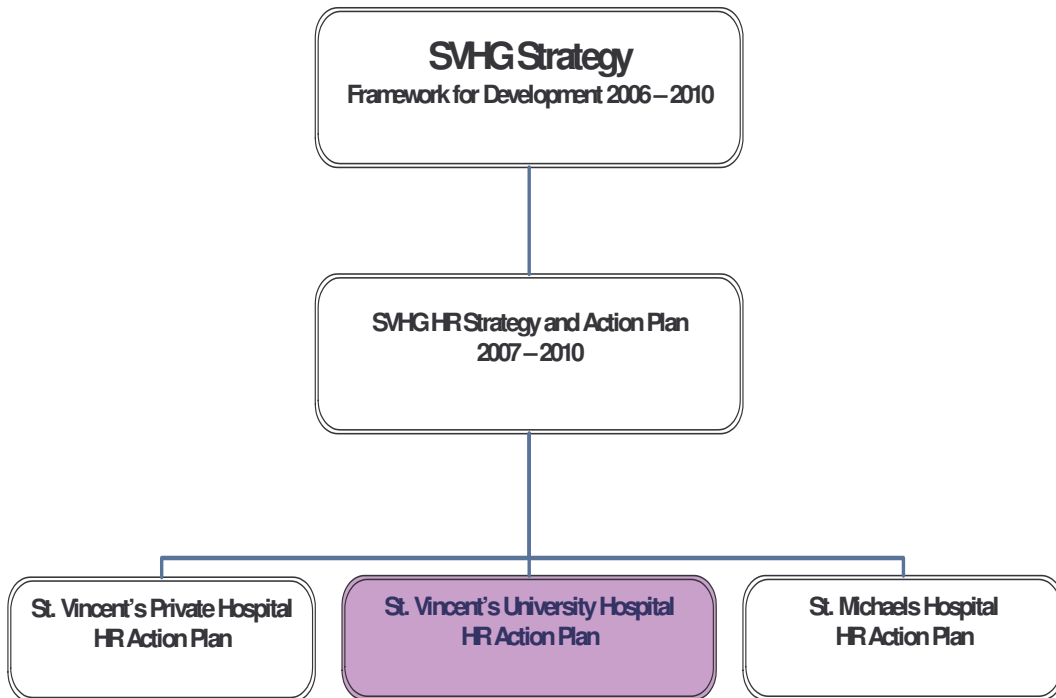 SVHG Strategy
Framework for Development 2006 – 2010
SVHG HR Strategy and Action Plan
2007 – 2010
St. Vincent’s Private Hospital
HR Action Plan
St. Vincent’s University Hospital
HR Action Plan
St. Michaels Hospital
HR Action Plan